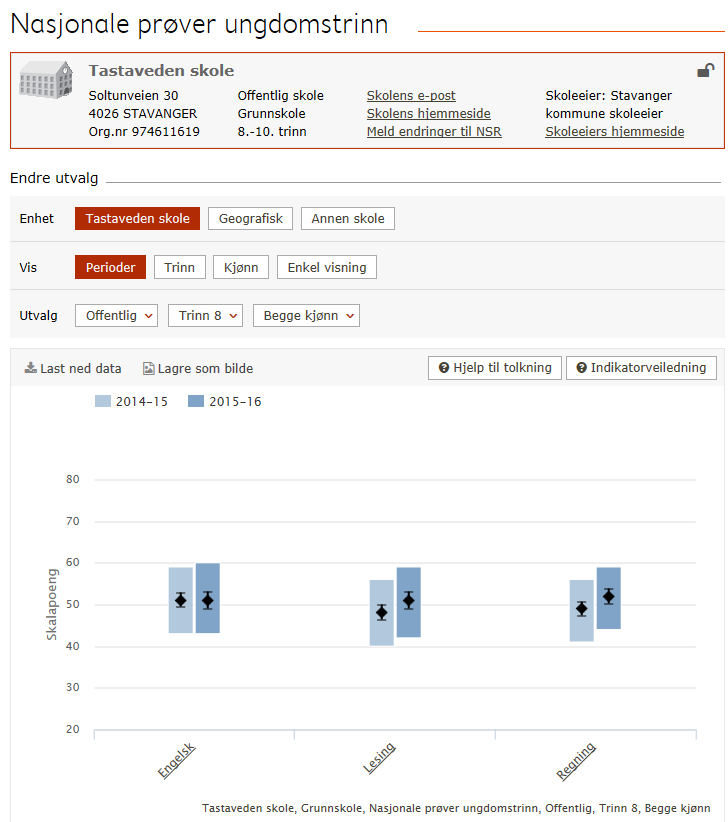 Nasjonale prøver ungdomstrinn
Tastaveden skole
Soltunveien 30
4026 STAVANGER
Org.nr 974611619
Offentlig skole
Grunnskole
8.-10. trinn
Skolens e-post
Skolens hjemmeside
Meld endringer til NSR
Skoleeier: Stavanger
kommune skoleeier
Skoleeiers hjemmeside
Endre utvalg
Enhet Tastaveden skole Geografisk Annen skole
Vis Perioder Trinn Kjønn Enkel visning
Utvalg Offentlig Trinn 8 Begge kjønn
Last ned data Lagre som bilde Hjelp til tolkning Indikatorveiledning
2014-15 2015-16
80
70
60
50
40
30
20
Skalapoeng
Engelsk Lesing Regning
Tastaveden skole, Grunnskole, Nasjonale prøver ungdomstrinn, Offentlig, Trinn 8, Begge kjønn